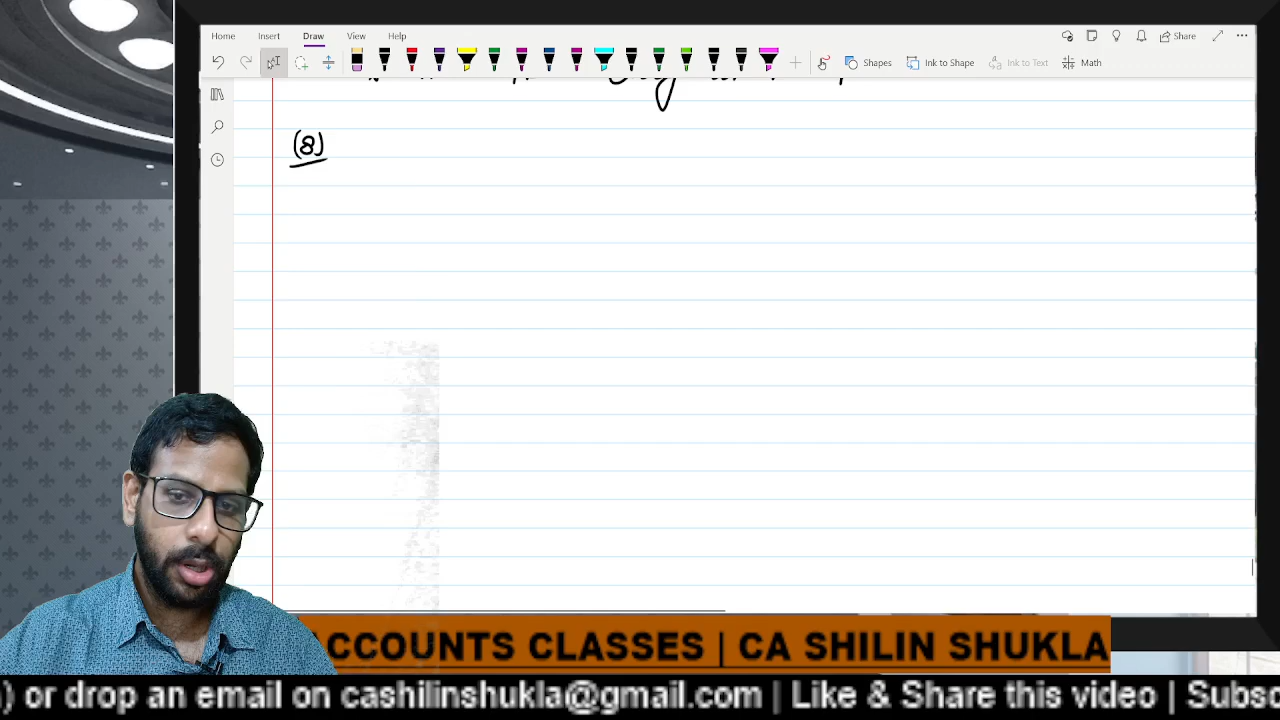 Home Insert Draw View Help Share
Shapes Ink to Shape Ink to Text Math
(8)
ACCOUNTS CLASSES | CA SHILIN SHUKLA
) or drop an email on cashilinshukla@gmail.com | Like & Share this video | Subsc